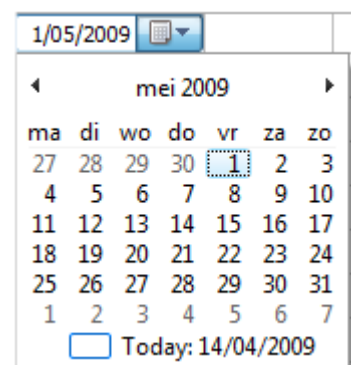 1/05/2009
mei 2009
ma di wo do vr za zo
27 28 29 30 1 2 3
4 5 6 7 8 9 10
11 12 13 14 15 16 17
18 19 20 21 22 23 24
25 26 27 28 29 30 31
1 2 3 4 5 6 7
Today: 14/04/2009